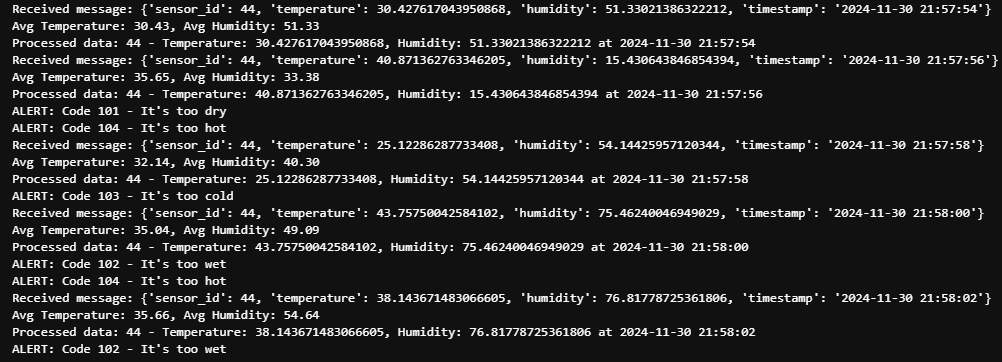 Received message: {'sensor_id': 44, 'temperature': 30.427617043950868, 'humidity': 51.33021386322212, 'timestamp': '2024-11-30 21:57:54'}
Avg Temperature: 30.43, Avg Humidity: 51.33
Processed data: 44 - Temperature: 30.427617043950868, Humidity: 51.33021386322212 at 2024-11-30 21:57:54
Received message: {'sensor_id': 44, 'temperature': 40.871362763346205, 'humidity': 15.430643846854394, 'timestamp': '2024-11-30 21:57:56'}
Avg Temperature: 35.65, Avg Humidity: 33.38
Processed data: 44 - Temperature: 40.871362763346205, Humidity: 15.430643846854394 at 2024-11-30 21:57:56
ALERT: Code 101 - It's too dry
ALERT: Code 104 - It's too hot
Received message: {'sensor_id': 44, 'temperature': 25.12286287733408, 'humidity': 54.14425957120344, 'timestamp': '2024-11-30 21:57:58'}
Avg Temperature: 32.14, Avg Humidity: 40.30
Processed data: 44 - Temperature: 25.12286287733408, Humidity: 54.14425957120344 at 2024-11-30 21:57:58
ALERT: Code 103 - It's too cold
Received message: {'sensor_id': 44, 'temperature': 43.75750042584102, 'humidity': 75.46240046949029, 'timestamp': '2024-11-30 21:58:00'}
Avg Temperature: 35.04, Avg Humidity: 49.09
Processed data: 44 - Temperature: 43.75750042584102, Humidity: 75.46240046949029 at 2024-11-30 21:58:00
ALERT: Code 102 - It's too wet
ALERT: Code 104 - It's too hot
Received message: {'sensor_id': 44, 'temperature': 38.143671483066605, 'humidity': 76.81778725361806, 'timestamp': '2024-11-30 21:58:02'}
Avg Temperature: 35.66, Avg Humidity: 54.64
Processed data: 44 - Temperature: 38.143671483066605, Humidity: 76.81778725361806 at 2024-11-30 21:58:02
ALERT: Code 102 - It's too wet